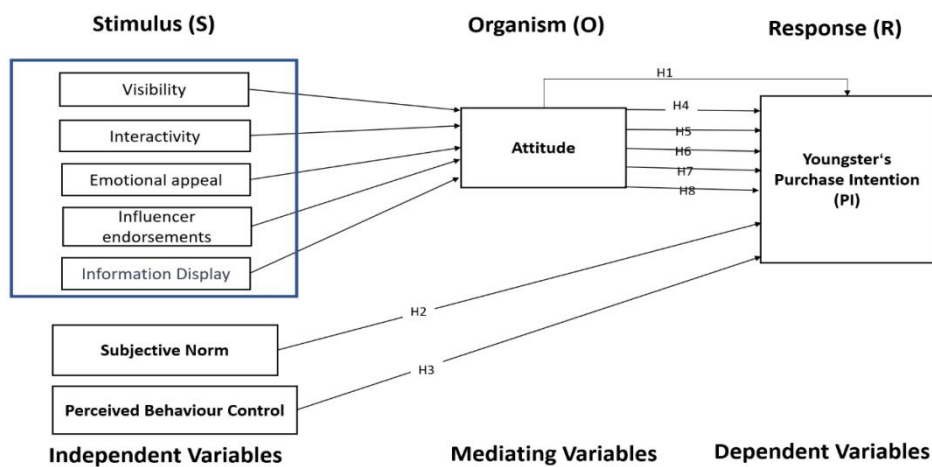 Stimulus (S)
Organism (O)
Response (R)
Visibility
Interactivity
Emotional appeal
Influencer
endorsements
Information Display
Subjective Norm
Perceived Behaviour Control
Attitude
H1
H4
H5
H6
H7
H8
H2
H3
Youngster‘s
Purchase Intention
(PI)
Independent Variables
Mediating Variables
Dependent Variables